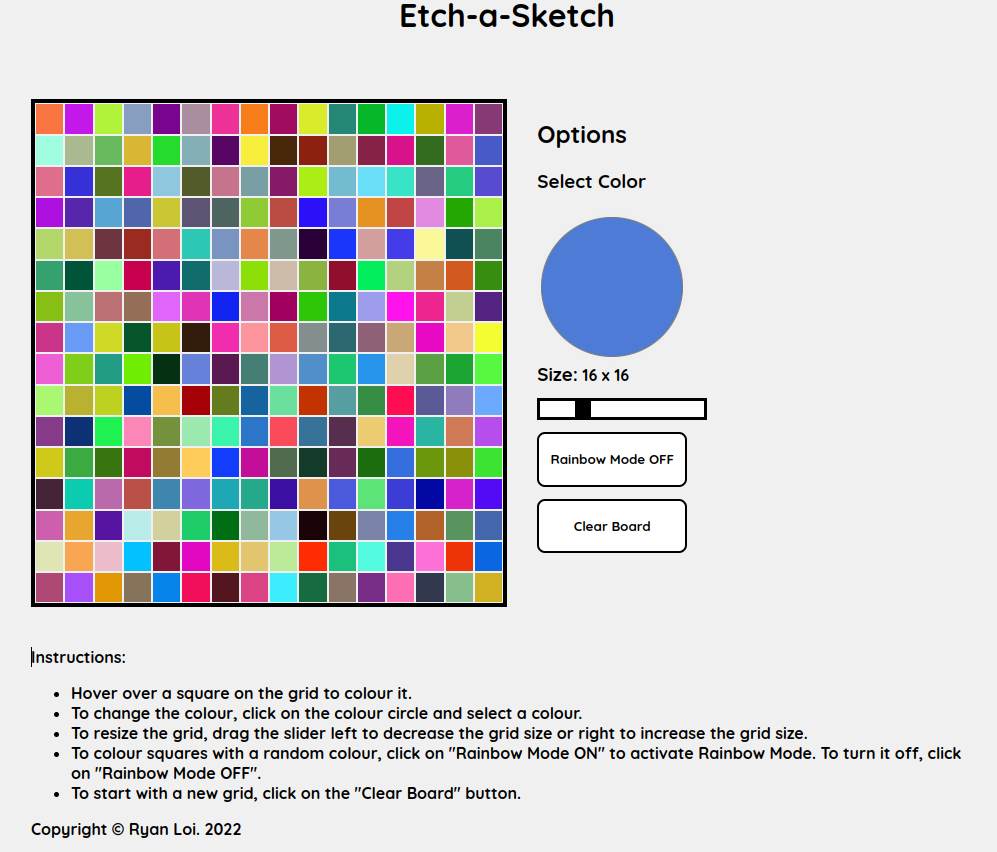 Etch-a-Sketch
Options
Select Color
Size: 16 x 16
Rainbow Mode OFF
Clear Board
Instructions:
Hover over a square on the grid to colour it.
To change the colour, click on the colour circle and select a colour.
To resize the grid, drag the slider left to decrease the grid size or right to increase the grid size.
To colour squares with a random colour, click on "Rainbow Mode ON" to activate Rainbow Mode. To turn it off, click
on "Rainbow Mode OFF".
To start with a new grid, click on the "Clear Board" button.
Copyright © Ryan Loi. 2022